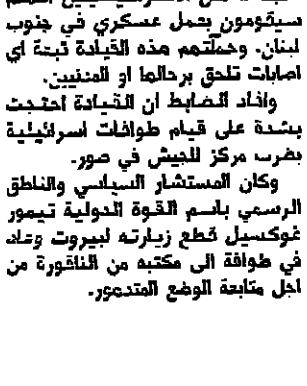 سيقومون بعمل عسكري في جنوب
لبنان. وحملتهم هذه القيادة تبعة اي
اصابات تلحق برجالها او المدنيين.
وافاد الضابط ان القيادة احتجت
بشدة على قيام طوافات اسرائيلية
بضرب مركز للجيش في صور.
وكان المستشار السياسي والناطق
الرسمي باسم القوة الدولية تيمور
غوكسيل قطع زيارته لبيروت وعاد
في طوافة الى مكتبه من الناقورة من
اجل متابعة الوضع المتدهور.